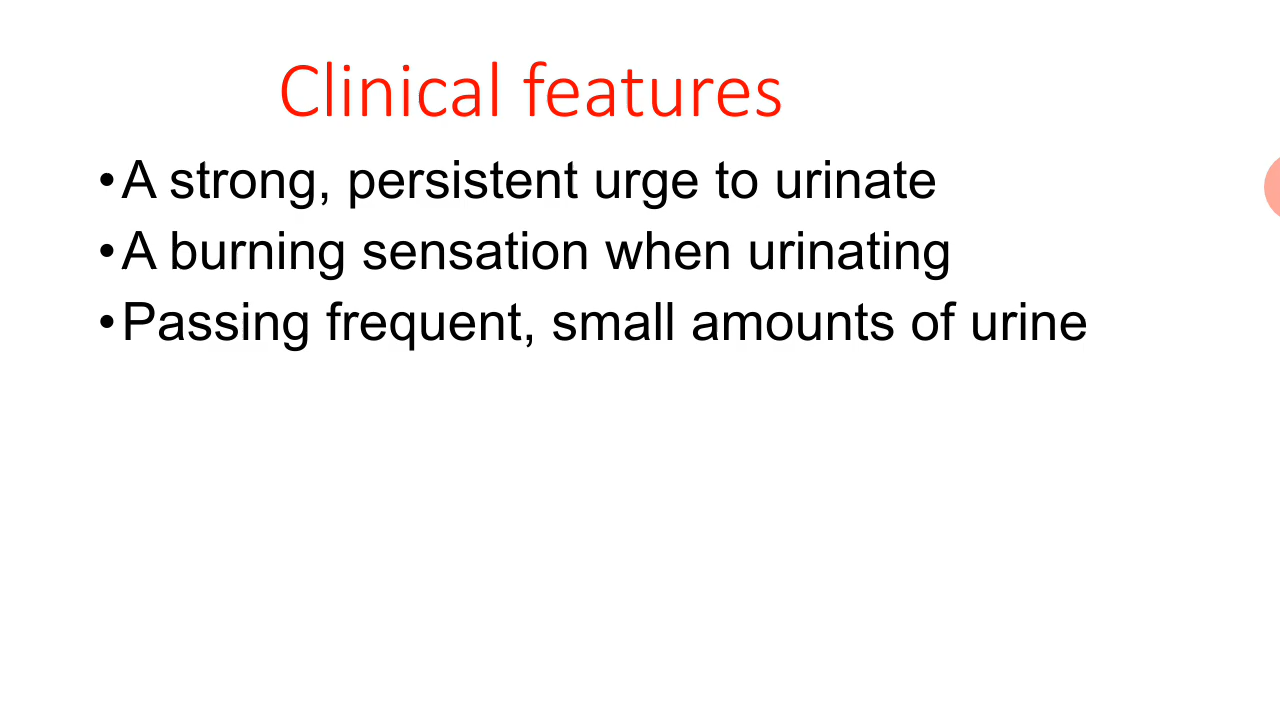 Clinical features
•A strong, persistent urge to urinate
•A burning sensation when urinating
•Passing frequent, small amounts of urine